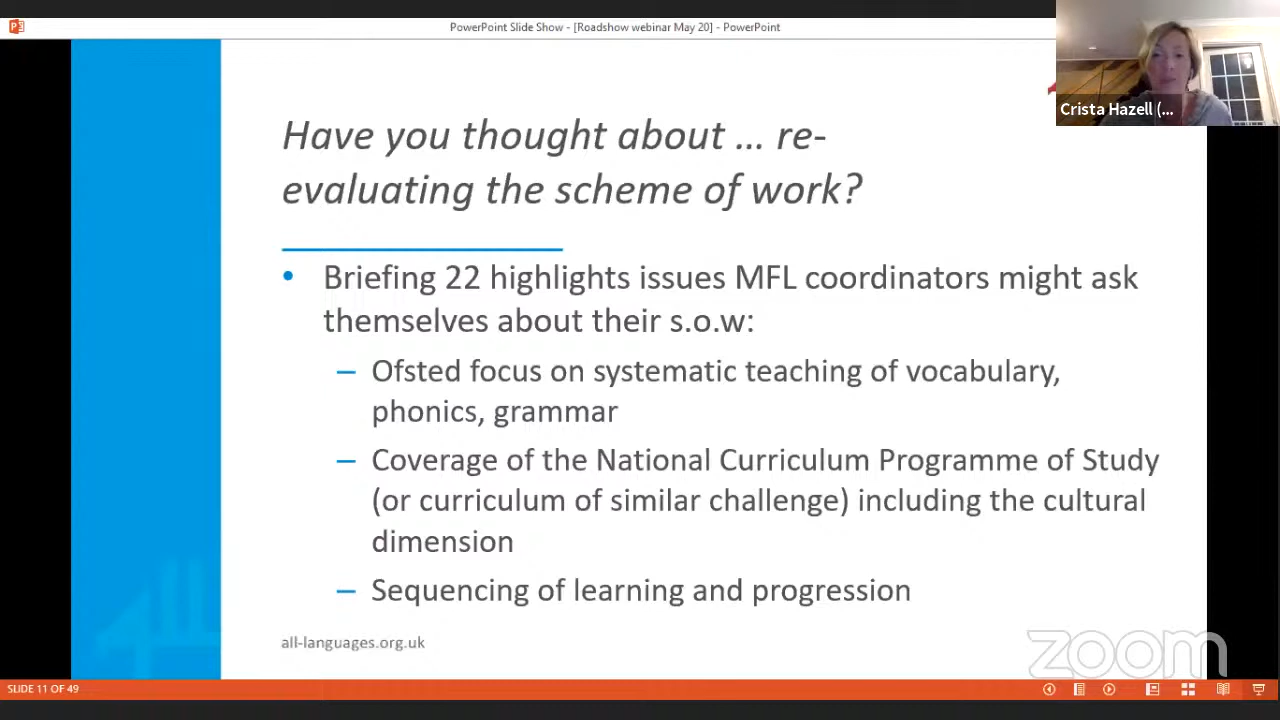 PowerPoint Slide Show - [Roadshow webinar May 20] - PowerPoint
Crista Hazell (...
Have you thought about ... re-
evaluating the scheme of work?
• Briefing 22 highlights issues MFL coordinators might ask
themselves about their s.o.w:
– Ofsted focus on systematic teaching of vocabulary,
phonics, grammar
– Coverage of the National Curriculum Programme of Study
(or curriculum of similar challenge) including the cultural
dimension
– Sequencing of learning and progression
all-languages.org.uk
zoom
SLIDE 11 OF 49